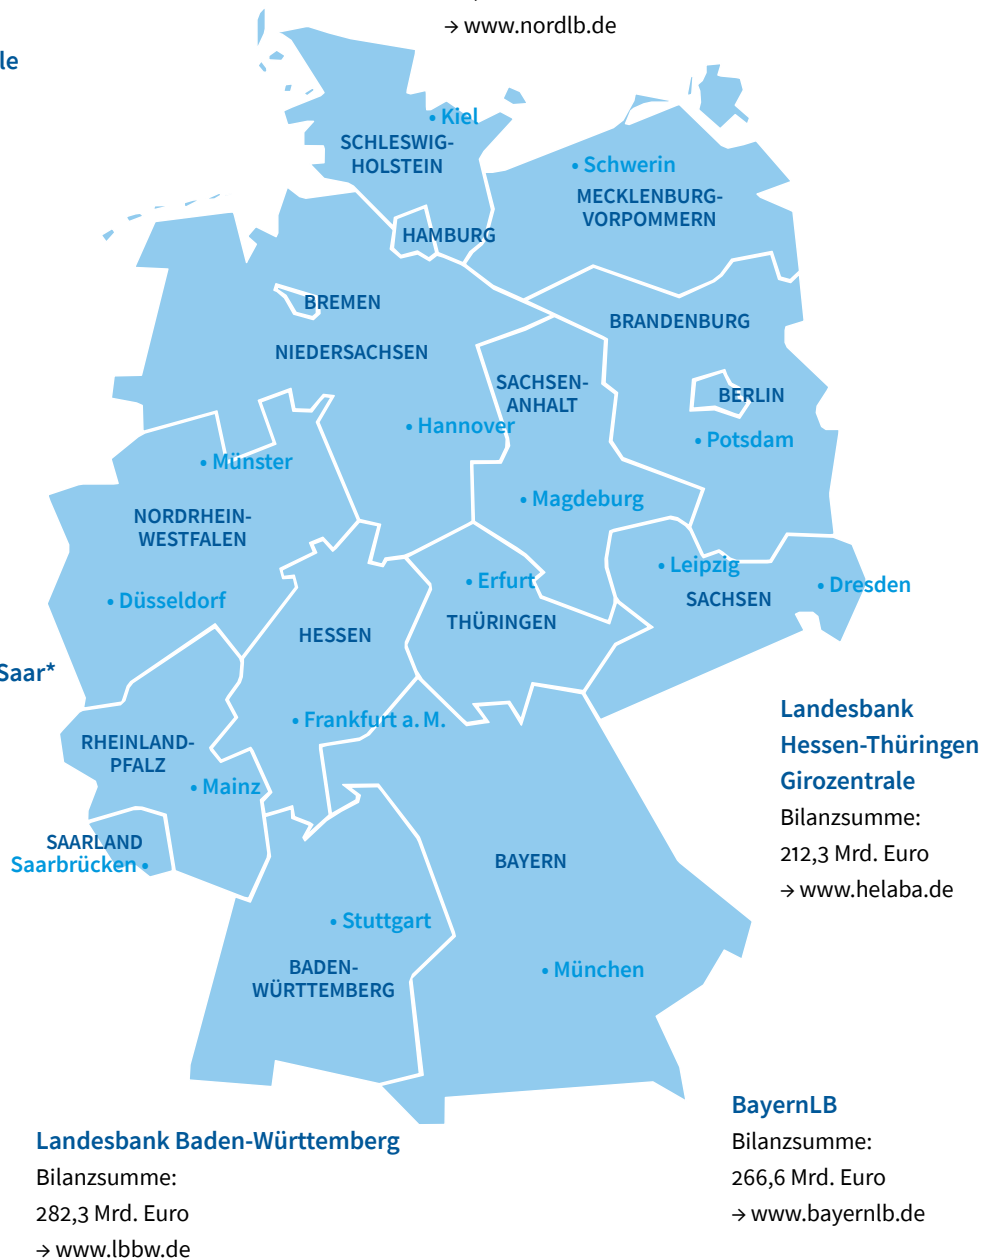 → www.nordlb.de
le
• Kiel
SCHLESWIG-
HOLSTEIN
• Schwerin
MECKLENBURG-
VORPOMMERN
HAMBURG
BREMEN
BRANDENBURG
NIEDERSACHSEN
SACHSEN-
ANHALT
BERLIN
• Hannover
• Potsdam
• Münster
• Magdeburg
NORDRHEIN-
WESTFALEN
• Leipzig
• Erfurt
• Dresden
• Düsseldorf
SACHSEN
THÜRINGEN
HESSEN
Saar*
• Frankfurt a. M.
RHEINLAND-
PFALZ
• Mainz
SAARLAND
Saarbrücken •
BAYERN
• Stuttgart
BADEN-
WÜRTTEMBERG
• München
Landesbank
Hessen-Thüringen
Girozentrale
Bilanzsumme:
212,3 Mrd. Euro
→ www.helaba.de
BayernLB
Bilanzsumme:
266,6 Mrd. Euro
→ www.bayernlb.de
Landesbank Baden-Württemberg
Bilanzsumme:
282,3 Mrd. Euro
→ www.lbbw.de